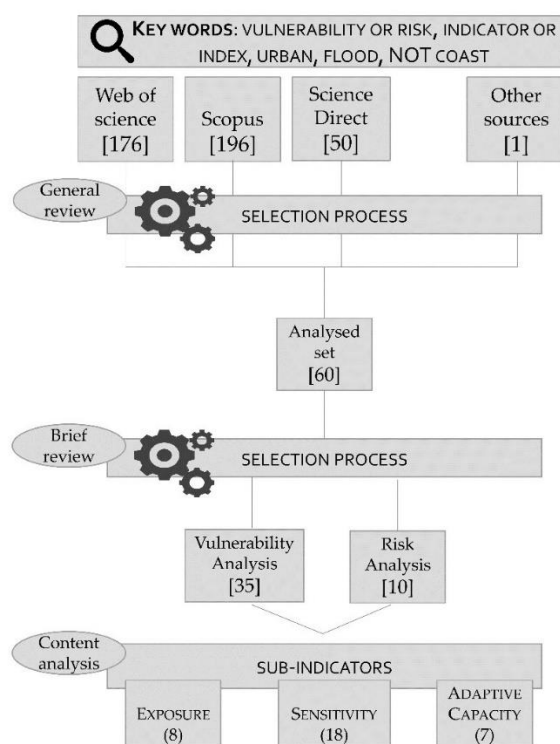 KEY WORDS: VULNERABILITY OR RISK, INDICATOR OR
INDEX, URBAN, FLOOD, NOT COAST
Web of
science
[176]
Scopus
[196]
Science
Direct
[50]
Other
sources
[1]
General
review
SELECTION PROCESS
Analysed
set
[60]
Brief
review
SELECTION PROCESS
Vulnerability
Analysis
[35]
Risk
Analysis
[10]
Content
analysis
SUB-INDICATORS
EXPOSURE
(8)
SENSITIVITY
(18)
ADAPTIVE
CAPACITY
(7)